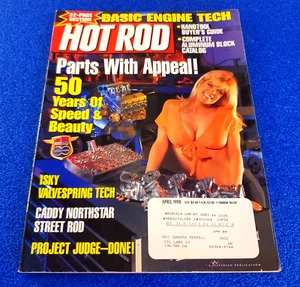 32-PAGE
SECTION
BASIC ENGINE TECH
HOT ROD
• HANDTOOL
BUYER'S GUIDE
• COMPLETE
ALUMINUM BLOCK
CATALOG
Parts With Appeal!
50
Years Of
Speed &
Beauty
ISKY
VALVESPRING TECH
CADDY NORTHSTAR
STREET ROD
PROJECT JUDGE—DONE!
APRIL 1998